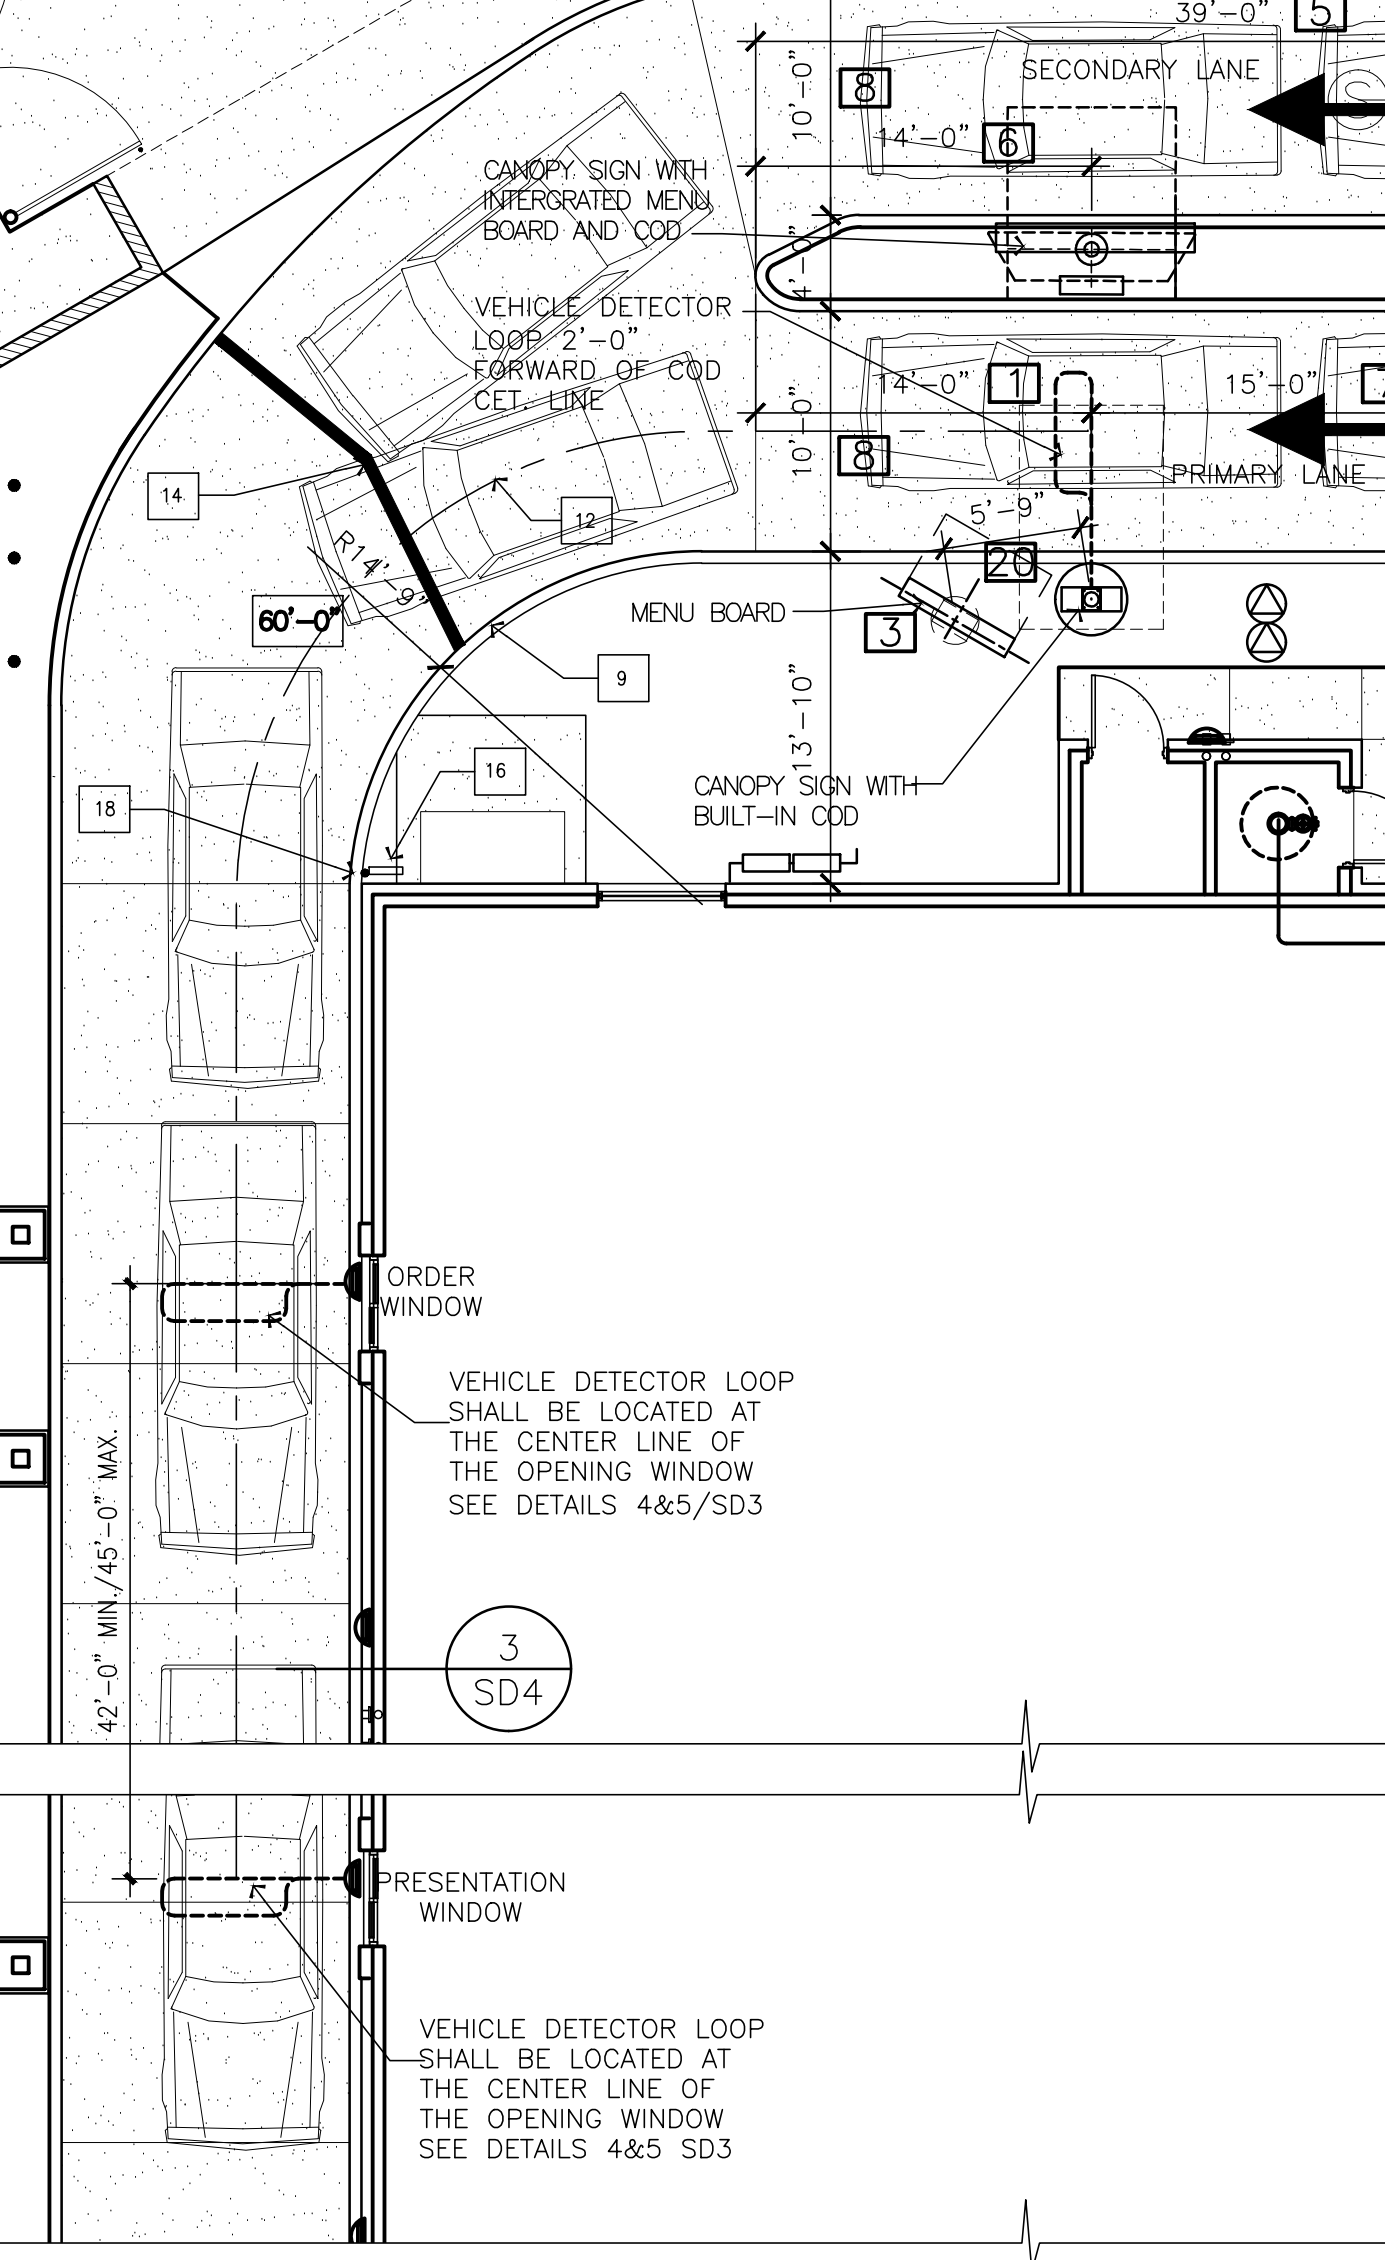 39'-0"
5
SECONDARY LANE
8
10'-0"
14'-0"
6
CANOPY SIGN WITH
INTERGRATED MENU
BOARD AND COD
4'-0"
VEHICLE DETECTOR
LOOP 2'-0"
FORWARD OF COD
CET. LINE
14'-0"
1
15'-0"
10'-0"
8
PRIMARY LANE
14
12
5'-9"
R14'-9"
20
60'-0"
MENU BOARD
3
9
13'-10"
16
18
CANOPY SIGN WITH
BUILT-IN COD
ORDER
WINDOW
VEHICLE DETECTOR LOOP
SHALL BE LOCATED AT
THE CENTER LINE OF
THE OPENING WINDOW
SEE DETAILS 4&5/SD3
42'-0" MIN./45'-0" MAX.
3
SD4
PRESENTATION
WINDOW
VEHICLE DETECTOR LOOP
SHALL BE LOCATED AT
THE CENTER LINE OF
THE OPENING WINDOW
SEE DETAILS 4&5 SD3